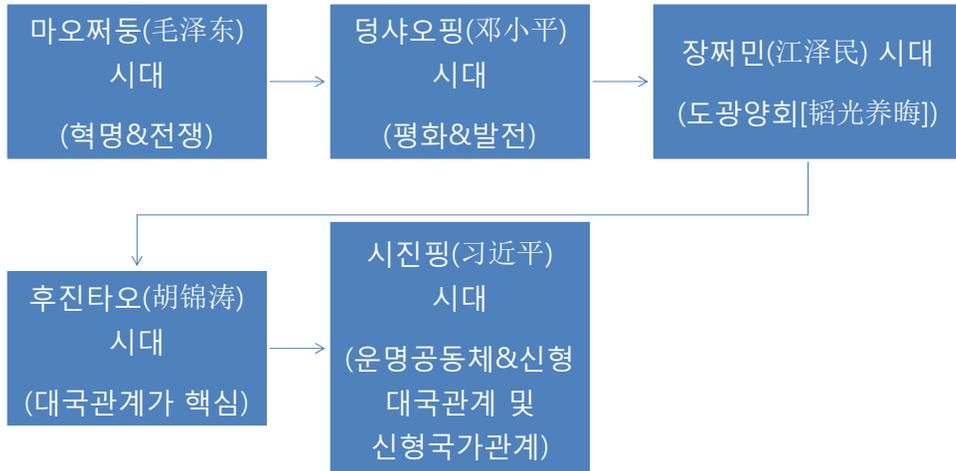 마오쩌둥(毛泽东)
시대
(혁명&전쟁)
덩샤오핑(邓小平)
시대
(평화&발전)
장쩌민(江泽民) 시대
(도광양회[韬光养晦])
후진타오(胡锦涛)
시대
(대국관계가 핵심)
시진핑(习近平)
시대
(운명공동체&신형
대국관계 및
신형국가관계)